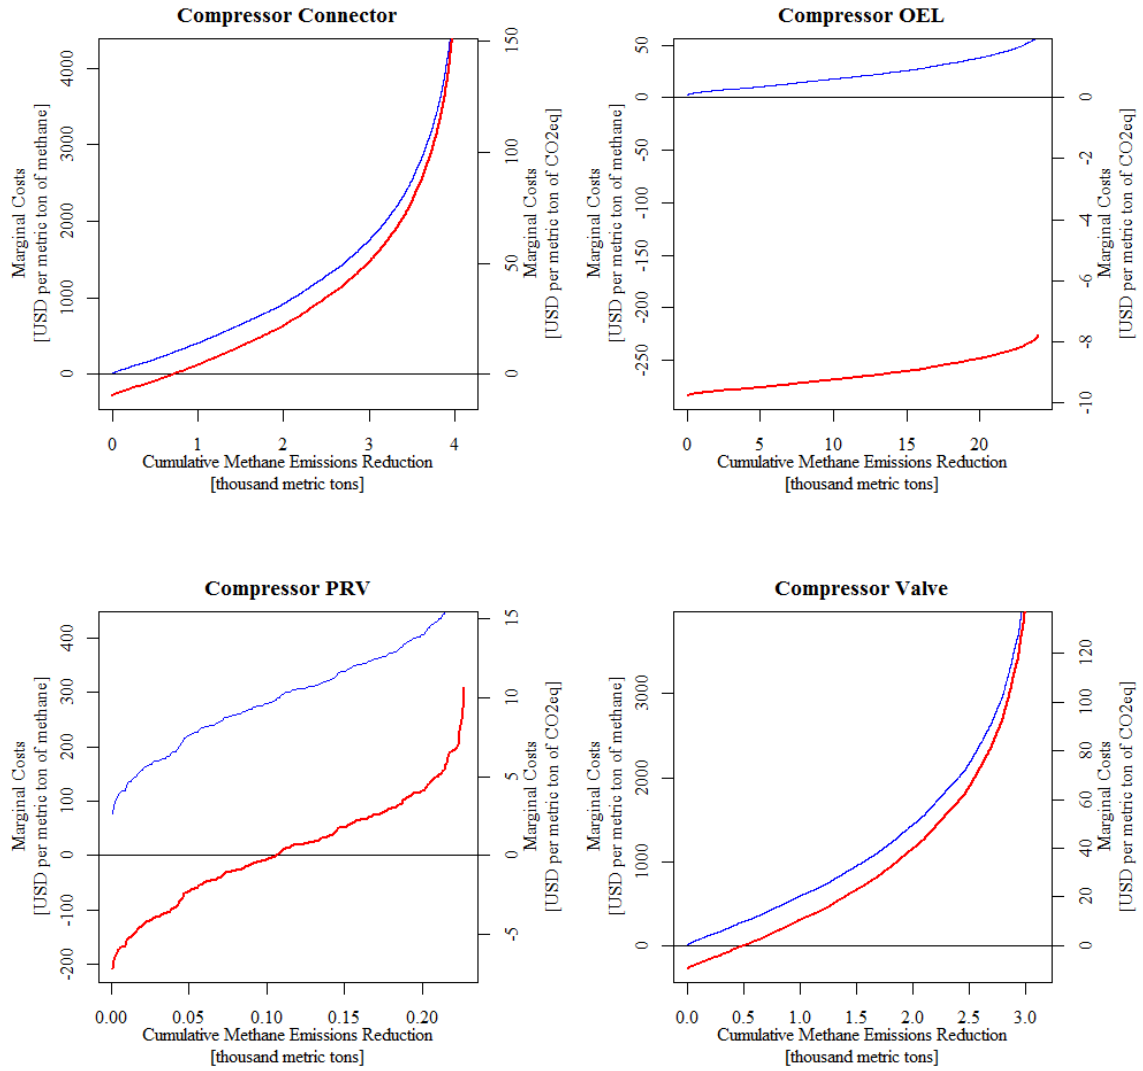 Compressor Connector
Marginal Costs
[USD per metric ton of methane]
0 1000 2000 3000 4000
0 50 100 150
Marginal Costs
[USD per metric ton of CO2eq]
0 1 2 3 4
Cumulative Methane Emissions Reduction
[thousand metric tons]
Compressor OEL
Marginal Costs
[USD per metric ton of methane]
-250 -200 -150 -100 -50 0 50
-10 -8 -6 -4 -2 0
Marginal Costs
[USD per metric ton of CO2eq]
0 5 10 15 20
Cumulative Methane Emissions Reduction
[thousand metric tons]
Compressor PRV
Marginal Costs
[USD per metric ton of methane]
-200 -100 0 100 200 300 400
-5 0 5 10 15
Marginal Costs
[USD per metric ton of CO2eq]
0.00 0.05 0.10 0.15 0.20
Cumulative Methane Emissions Reduction
[thousand metric tons]
Compressor Valve
Marginal Costs
[USD per metric ton of methane]
0 1000 2000 3000
0 20 40 60 80 100 120
Marginal Costs
[USD per metric ton of CO2eq]
0.0 0.5 1.0 1.5 2.0 2.5 3.0
Cumulative Methane Emissions Reduction
[thousand metric tons]